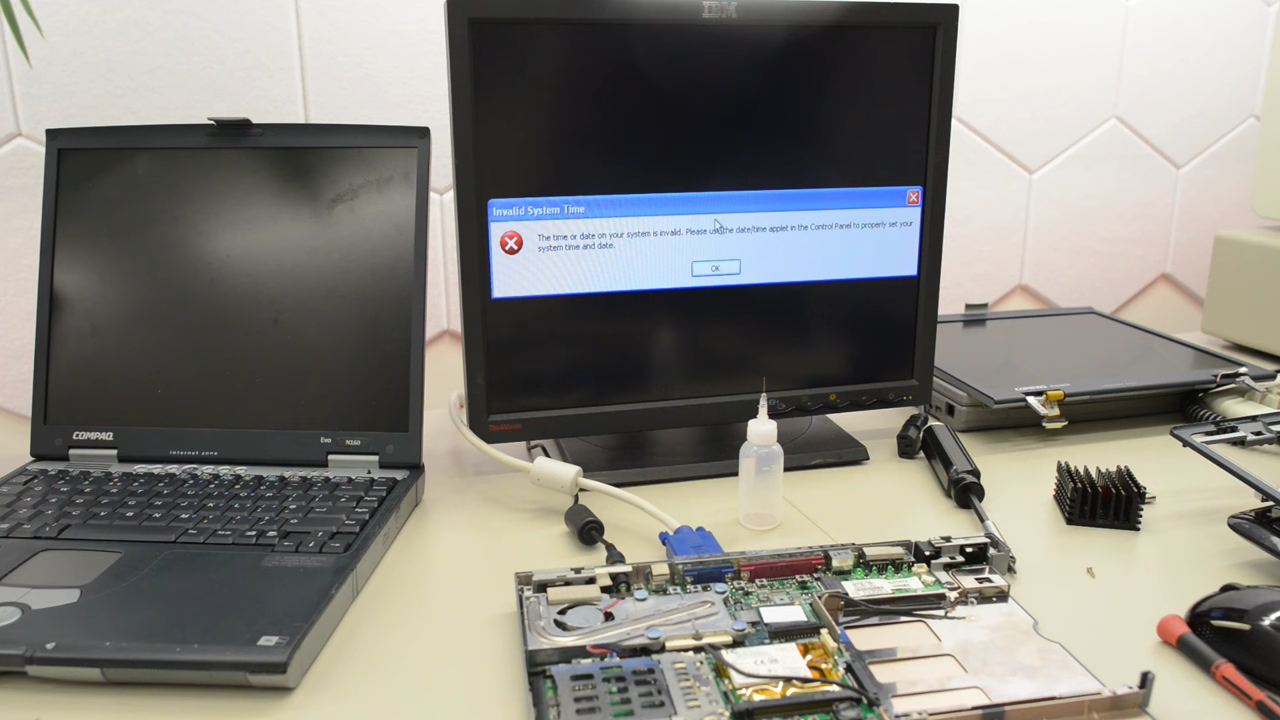 IBM
Invalid System Time
The time or date on your system is invalid. Please use the date/time applet in the Control Panel to properly set your
system time and date.
OK
COMPAQ
Evo N160
internet zone
ThinkVision
COMPAQ